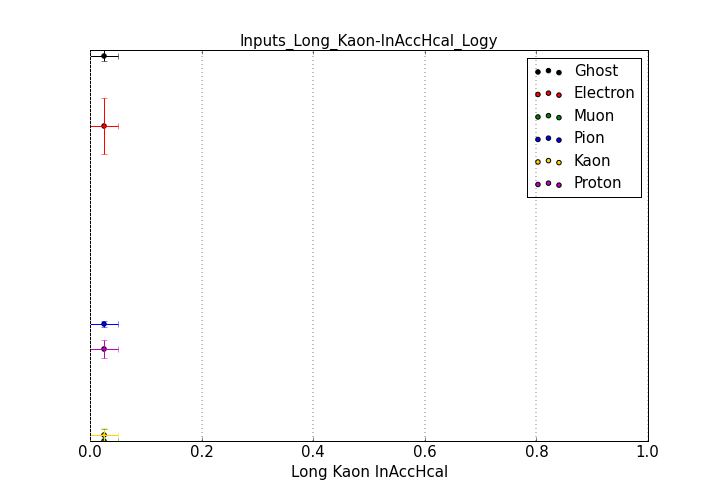 Inputs_Long_Kaon-InAccHcal_Logy
Ghost
Electron
Muon
Pion
Kaon
Proton
0.0 0.2 0.4 0.6 0.8 1.0
Long Kaon InAccHcal